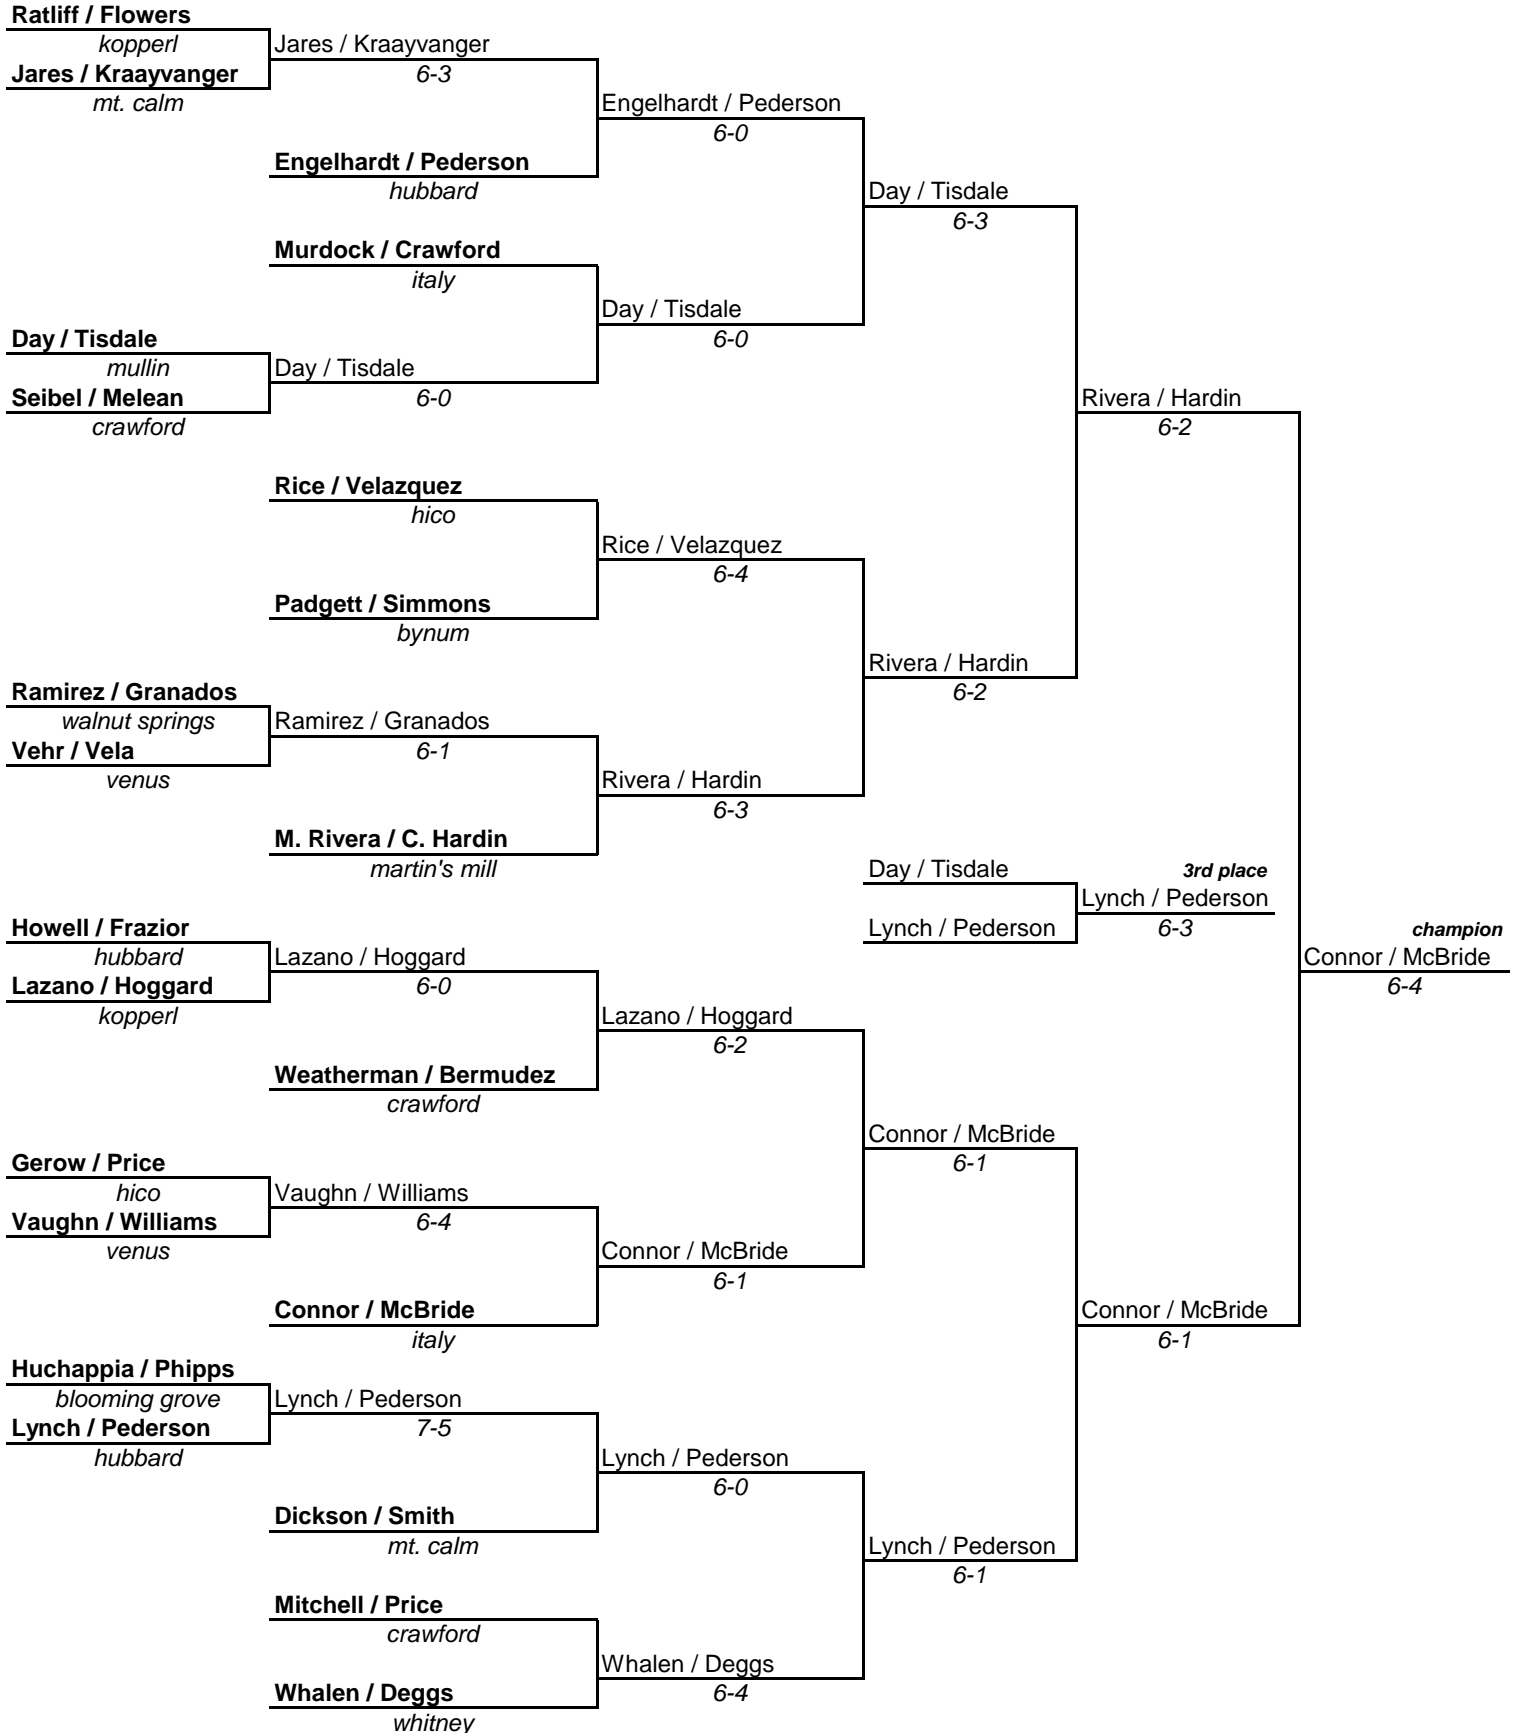 Ratliff / Flowers
kopperl
Jares / Kraayvanger
Jares / Kraayvanger
6-3
mt. calm
Engelhardt / Pederson
6-0
Engelhardt / Pederson
hubbard
Day / Tisdale
6-3
Murdock / Crawford
italy
Day / Tisdale
6-0
Day / Tisdale
mullin
Day / Tisdale
Seibel / Melean
6-0
crawford
Rivera / Hardin
6-2
Rice / Velazquez
hico
Rice / Velazquez
6-4
Padgett / Simmons
bynum
Rivera / Hardin
6-2
Ramirez / Granados
walnut springs
Ramirez / Granados
Vehr / Vela
6-1
venus
Rivera / Hardin
6-3
M. Rivera / C. Hardin
martin's mill
Day / Tisdale
3rd place
Lynch / Pederson
Lynch / Pederson
6-3
champion
Connor / McBride
6-4
Howell / Frazior
hubbard
Lazano / Hoggard
Lazano / Hoggard
6-0
kopperl
Lazano / Hoggard
6-2
Weatherman / Bermudez
crawford
Connor / McBride
6-1
Gerow / Price
hico
Vaughn / Williams
Vaughn / Williams
6-4
venus
Connor / McBride
6-1
Connor / McBride
italy
Connor / McBride
6-1
Huchappia / Phipps
blooming grove
Lynch / Pederson
Lynch / Pederson
7-5
hubbard
Lynch / Pederson
6-0
Dickson / Smith
mt. calm
Lynch / Pederson
6-1
Mitchell / Price
crawford
Whalen / Deggs
6-4
Whalen / Deggs
whitney